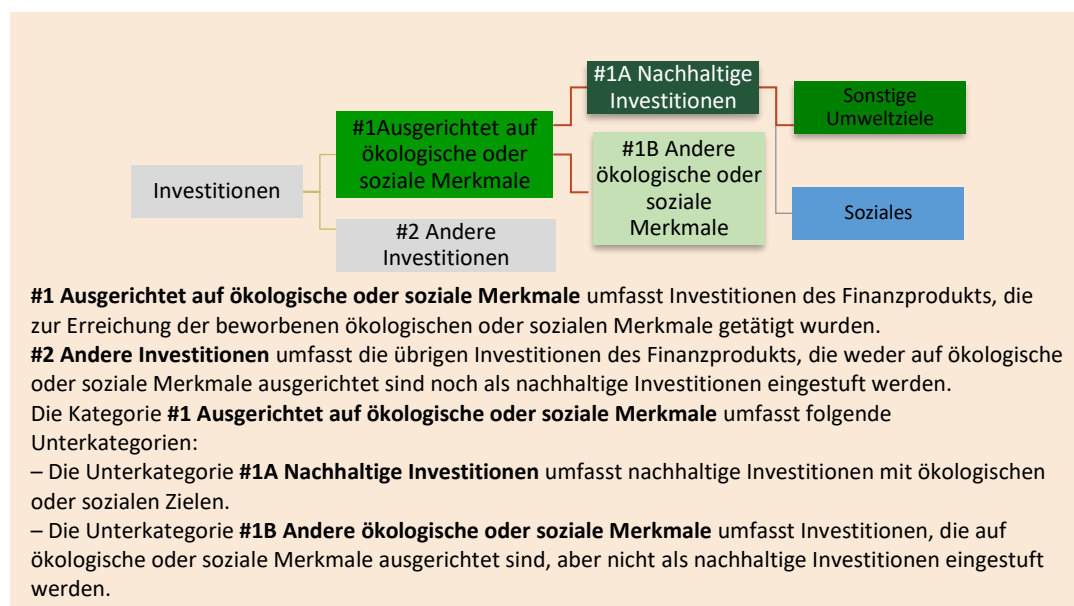 #1A Nachhaltige
Investitionen
Sonstige
Umweltziele
#1Ausgerichtet auf
ökologische oder
soziale Merkmale
#1B Andere
ökologische oder
soziale
Merkmale
Investitionen
Soziales
#2 Andere
Investitionen
#1 Ausgerichtet auf ökologische oder soziale Merkmale umfasst Investitionen des Finanzprodukts, die
zur Erreichung der beworbenen ökologischen oder sozialen Merkmale getätigt wurden.
#2 Andere Investitionen umfasst die übrigen Investitionen des Finanzprodukts, die weder auf ökologische
oder soziale Merkmale ausgerichtet sind noch als nachhaltige Investitionen eingestuft werden.
Die Kategorie #1 Ausgerichtet auf ökologische oder soziale Merkmale umfasst folgende
Unterkategorien:
– Die Unterkategorie #1A Nachhaltige Investitionen umfasst nachhaltige Investitionen mit ökologischen
oder sozialen Zielen.
– Die Unterkategorie #1B Andere ökologische oder soziale Merkmale umfasst Investitionen, die auf
ökologische oder soziale Merkmale ausgerichtet sind, aber nicht als nachhaltige Investitionen eingestuft
werden.